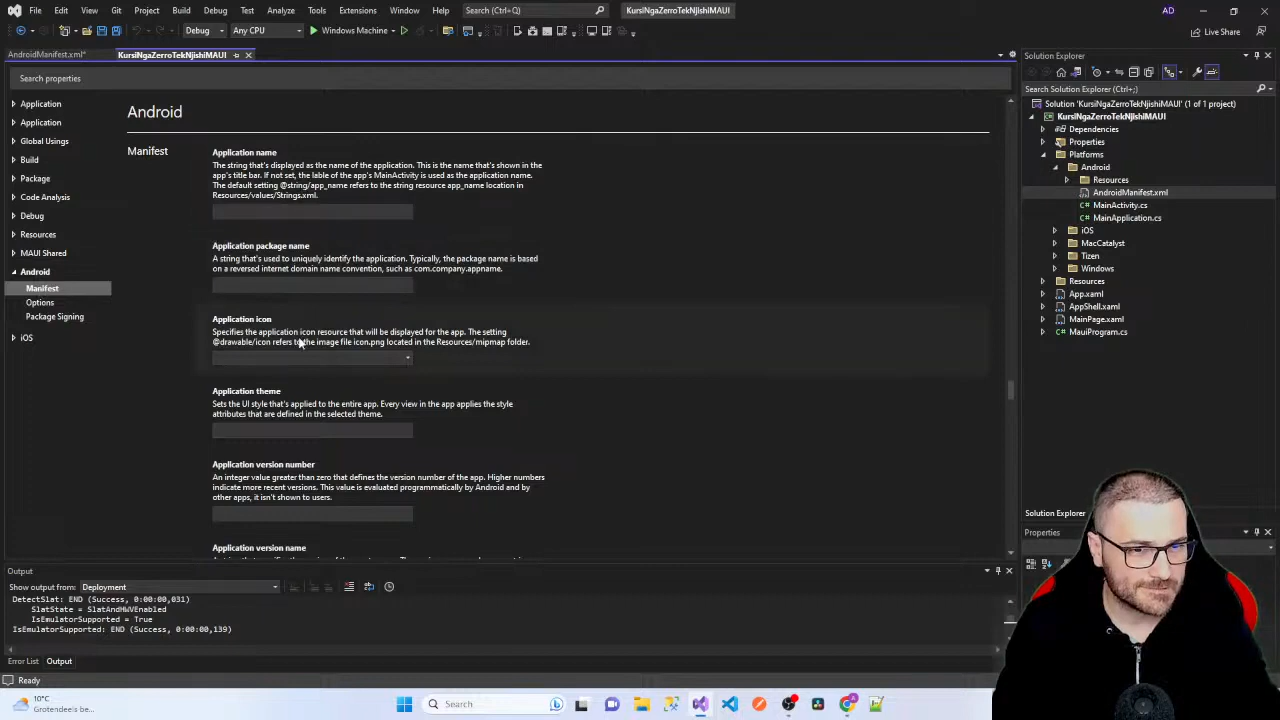 File Edit View Git Project Build Debug Test Analyze Tools Extensions Window Help Search (Ctrl+Q) KursiNgaZerroTekNjishiMAUI AD
Debug Any CPU Windows Machine Live Share
AndroidManifest.xml* KursiNgaZerroTekNjishiMAUI
Search properties
Application
Application
Global Usings
Build
Package
Code Analysis
Debug
Resources
MAUI Shared
Android
Manifest
Options
Package Signing
iOS
Android
Manifest
Application name
The string that's displayed as the name of the application. This is the name that's shown in the
app's title bar. If not set, the lable of the app's MainActivity is used as the application name.
The default setting @string/app_name refers to the string resource app_name location in
Resources/values/Strings.xml.
Application package name
A string that's used to uniquely identify the application. Typically, the package name is based
on a reversed internet domain name convention, such as com.company.appname.
Application icon
Specifies the application icon resource that will be displayed for the app. The setting
@drawable/icon refers to the image file icon.png located in the Resources/mipmap folder.
Application theme
Sets the UI style that's applied to the entire app. Every view in the app applies the style
attributes that are defined in the selected theme.
Application version number
An integer value greater than zero that defines the version number of the app. Higher numbers
indicate more recent versions. This value is evaluated programmatically by Android and by
other apps, it isn't shown to users.
Application version name
Solution Explorer
Search Solution Explorer (Ctrl+;)
Solution 'KursiNgaZerroTekNjishiMAUI' (1 of 1 project)
KursiNgaZerroTekNjishiMAUI
Dependencies
Properties
Platforms
Android
Resources
AndroidManifest.xml
MainActivity.cs
MainApplication.cs
iOS
MacCatalyst
Tizen
Windows
Resources
App.xaml
AppShell.xaml
MainPage.xaml
MauiProgram.cs
Solution Explorer
Properties
Output
Show output from: Deployment
DetectSlat: END (Success, 0:00:00,031)
SlatState = SlatAndHWVEnabled
IsEmulatorSupported = True
IsEmulatorSupported: END (Success, 0:00:00,139)
Error List Output
Ready
10°C
Grotendeels be...
Search